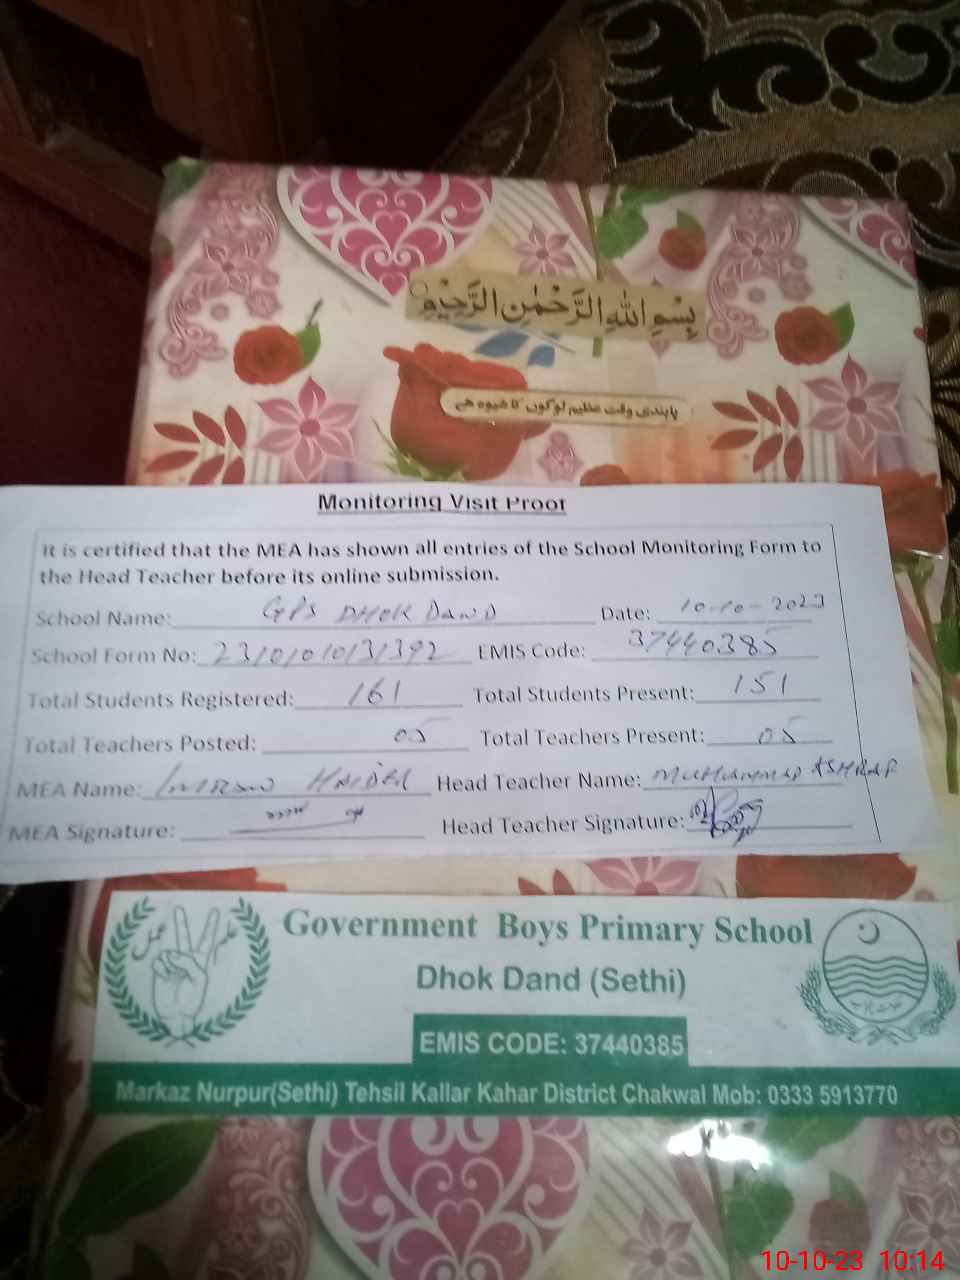 بِسْمِ اللهِ الرَّحْمٰنِ الرَّحِيْمِ
پابندی وقت عظیم لوگوں کا شیوہ ہے
Monitoring Visit Proof
It is certified that the MEA has shown all entries of the School Monitoring Form to
the Head Teacher before its online submission.
School Name: GPS DHOK DAND Date: 10-10-2023
School Form No: EMIS Code: 37440385
Total Students Registered: 161 Total Students Present: 151
Total Teachers Posted: 05 Total Teachers Present: 05
MEA Name: IMRAN HAIDER Head Teacher Name: MUHAMMAD ASHRAF
MEA Signature: Head Teacher Signature:
علم عمل
Government Boys Primary School
Dhok Dand (Sethi)
EMIS CODE: 37440385
Markaz Nurpur(Sethi) Tehsil Kallar Kahar District Chakwal Mob: 0333 5913770
10-10-23 10:14